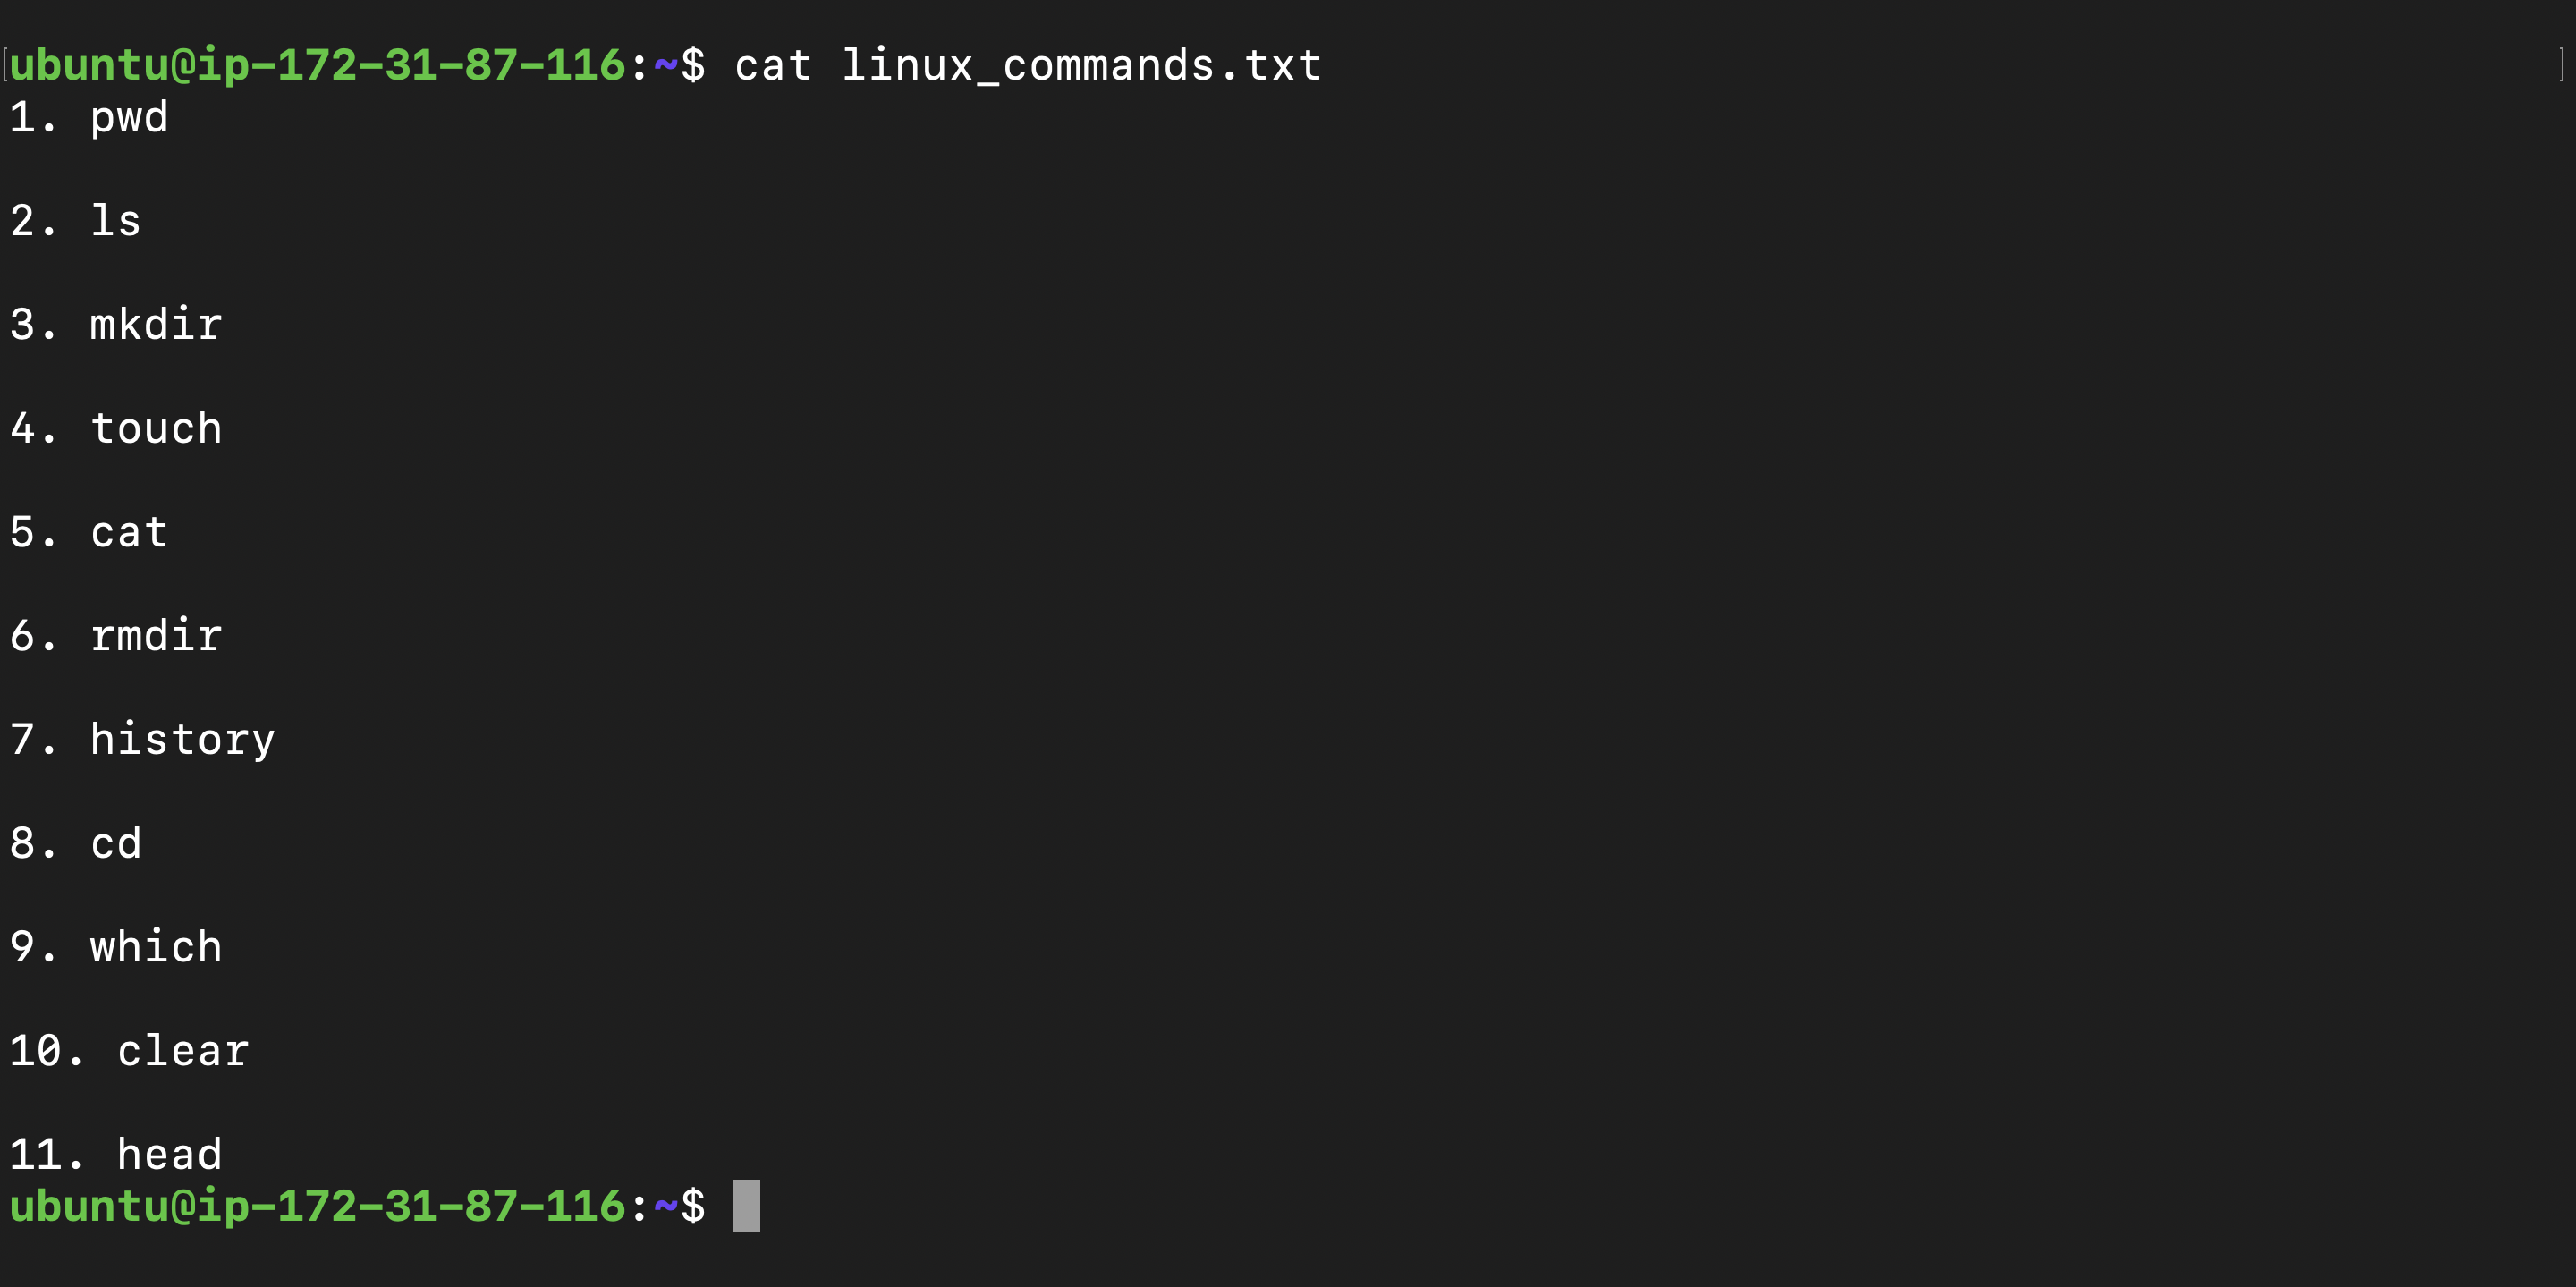 ubuntu@ip-172-31-87-116:~$ cat linux_commands.txt
1. pwd
2. ls
3. mkdir
4. touch
5. cat
6. rmdir
7. history
8. cd
9. which
10. clear
11. head
ubuntu@ip-172-31-87-116:~$